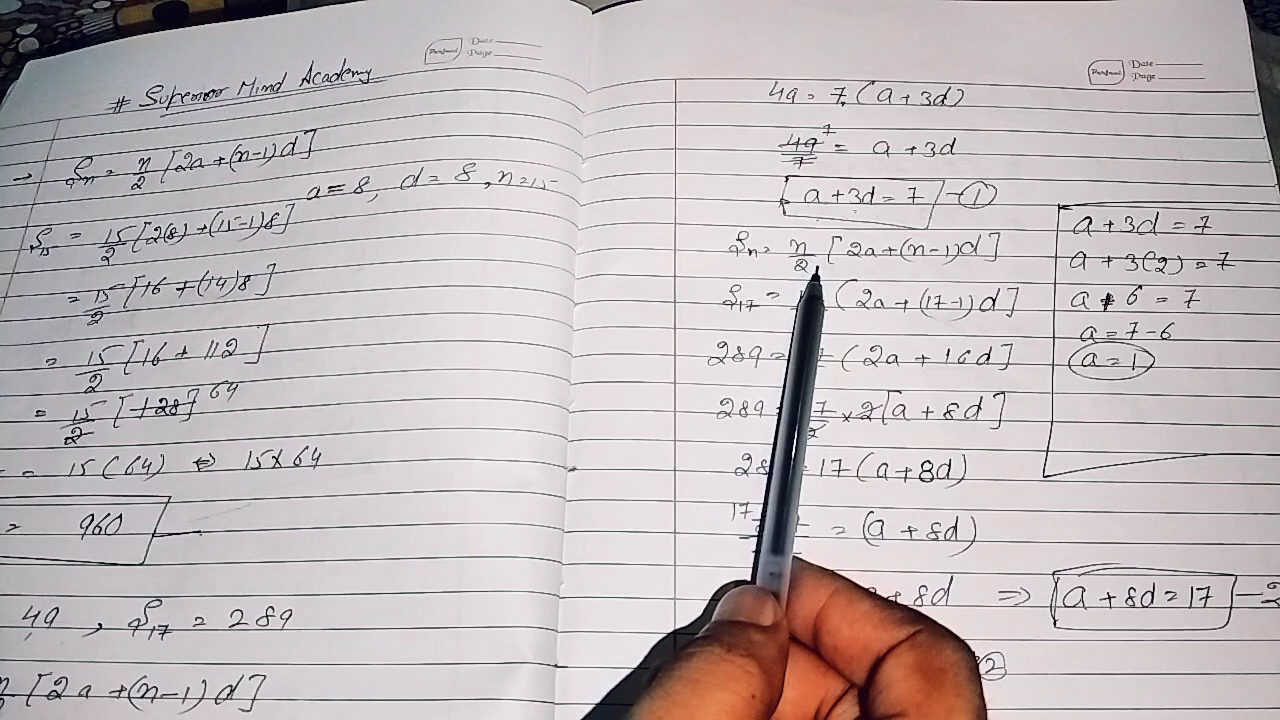 # Superior Mind Academy
→ Sn = n/2 [2a + (n-1)d]
a = 8, d = 8, n = 15
S15 = 15/2 [2(8) + (15-1)8]
= 15/2 [16 + (14)8]
= 15/2 [16 + 112]
= 15/2 [128] 64
= 15(64) ⇔ 15×64
= 960
49, S17 = 289
[2a + (n-1)d]
Date
Page
49 = 7(a + 3d)
49/7 7 = a + 3d
a + 3d = 7 — ①
Sn = n/2 [2a + (n-1)d]
S17 = (2a + (17-1)d]
289 = (2a + 16d]
289 7/2 × 2[a + 8d]
17(a + 8d)
17 = (a + 8d)
8d ⇒ a + 8d = 17 — 2
②
Date
Page
a + 3d = 7
a + 3(2) = 7
a + 6 = 7
a = 7 - 6
a = 1